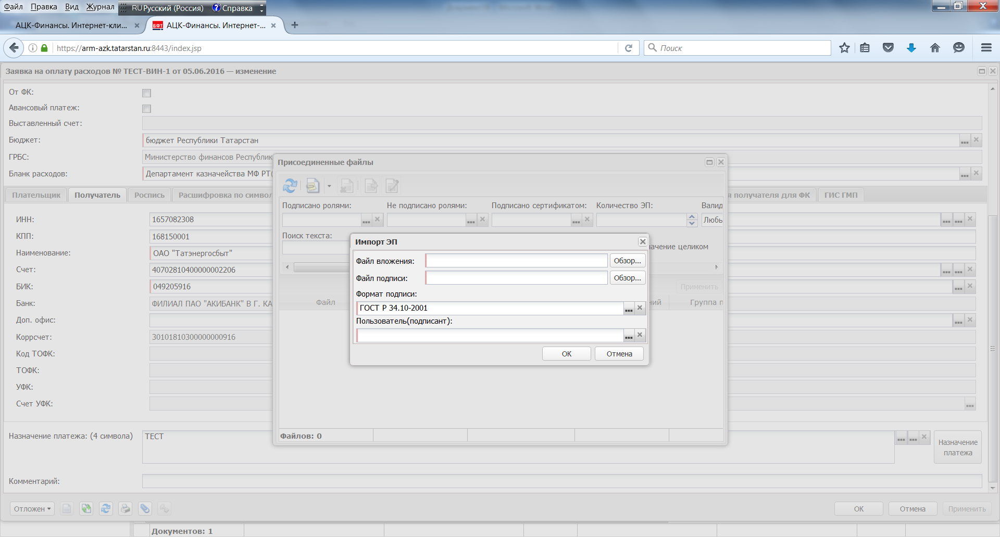 Файл Правка Вид Журнал RU Русский (Россия) Справка
АЦК-Финансы. Интернет-кли... БФТ АЦК-Финансы. Интернет-...
https://arm-azk.tatarstan.ru:8443/index.jsp Поиск
Заявка на оплату расходов № ТЕСТ-ВИН-1 от 05.06.2016 — изменение
От ФК:
Авансовый платеж:
Выставленный счет:
Бюджет: бюджет Республики Татарстан
ГРБС: Министерство финансов Республик
Бланк расходов: Департамент казначейства МФ РТ(
Плательщик Получатель Роспись Расшифровка по символ я получателя для ФК ГИС ГМП
ИНН: 1657082308
КПП: 168150001
Наименование: ОАО "Татэнергосбыт"
Счет: 40702810400000002206
БИК: 049205916
Банк: ФИЛИАЛ ПАО "АКИБАНК" В Г. КА
Доп. офис:
Коррсчет: 30101810300000000916
Код ТОФК:
ТОФК:
УФК:
Счет УФК:
Назначение платежа: (4 символа) ТЕСТ
Назначение
платежа
Комментарий:
Отложен ОК Отмена Применить
Документов: 1
Присоединенные файлы
Подписано ролями: Не подписано ролями: Подписано сертификатом: Количество ЭП: Валид
Любь
Поиск текста:
начение целиком
Применить
Файл ний Группа п
Файлов: 0
Импорт ЭП
Файл вложения: Обзор...
Файл подписи: Обзор...
Формат подписи:
ГОСТ Р 34.10-2001
Пользователь(подписант):
ОК Отмена